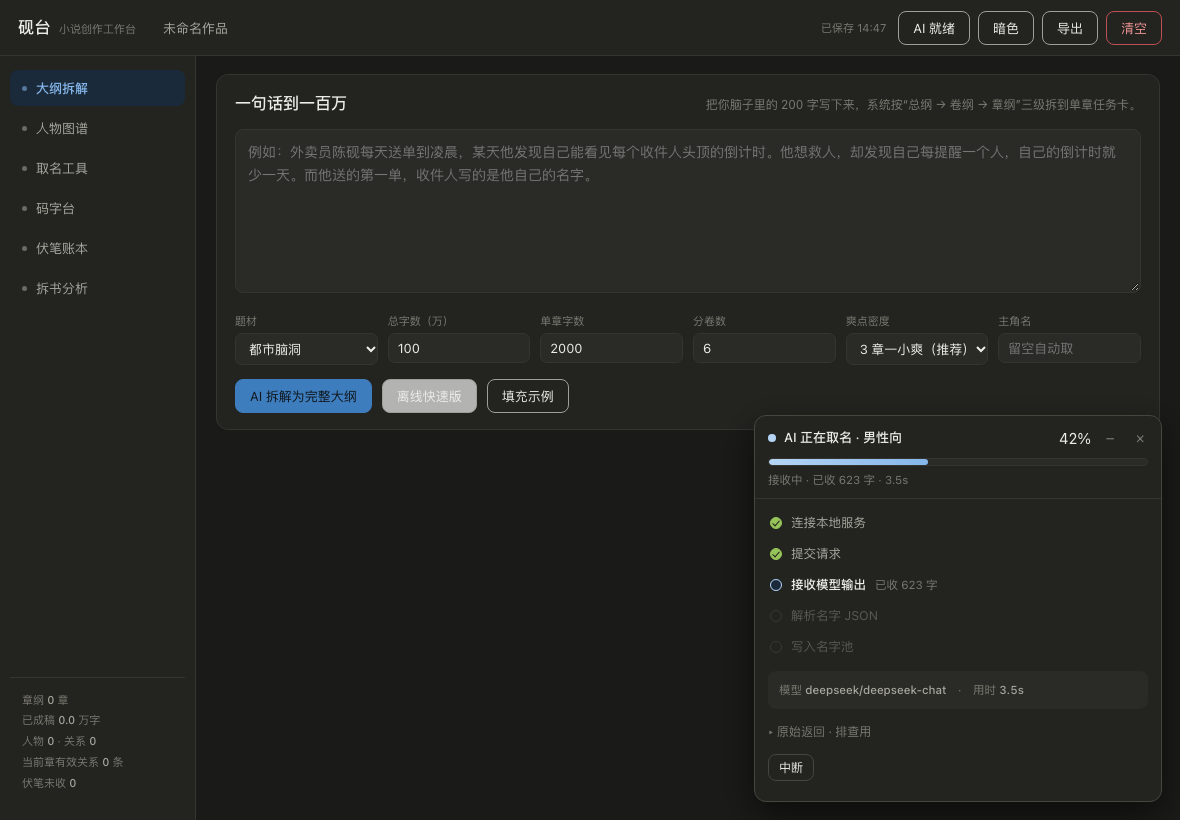 砚台 小说创作工作台 未命名作品 已保存 14:47 AI 就绪 暗色 导出 清空
大纲拆解
人物图谱
取名工具
码字台
伏笔账本
拆书分析
章纲 0 章
已成稿 0.0 万字
人物 0 · 关系 0
当前章有效关系 0 条
伏笔未收 0
一句话到一百万 把你脑子里的 200 字写下来，系统按“总纲 → 卷纲 → 章纲”三级拆到单章任务卡。
例如：外卖员陈砚每天送单到凌晨，某天他发现自己能看见每个收件人头顶的倒计时。他想救人，却发现自己每提醒一个人，自己的倒计时就
少一天。而他送的第一单，收件人写的是他自己的名字。
题材 总字数（万） 单章字数 分卷数 爽点密度 主角名
都市脑洞 100 2000 6 3 章一小爽（推荐） 留空自动取
AI 拆解为完整大纲 离线快速版 填充示例
AI 正在取名 · 男性向 42% − ×
接收中 · 已收 623 字 · 3.5s
连接本地服务
提交请求
接收模型输出 已收 623 字
解析名字 JSON
写入名字池
模型 deepseek/deepseek-chat · 用时 3.5s
原始返回 · 排查用
中断